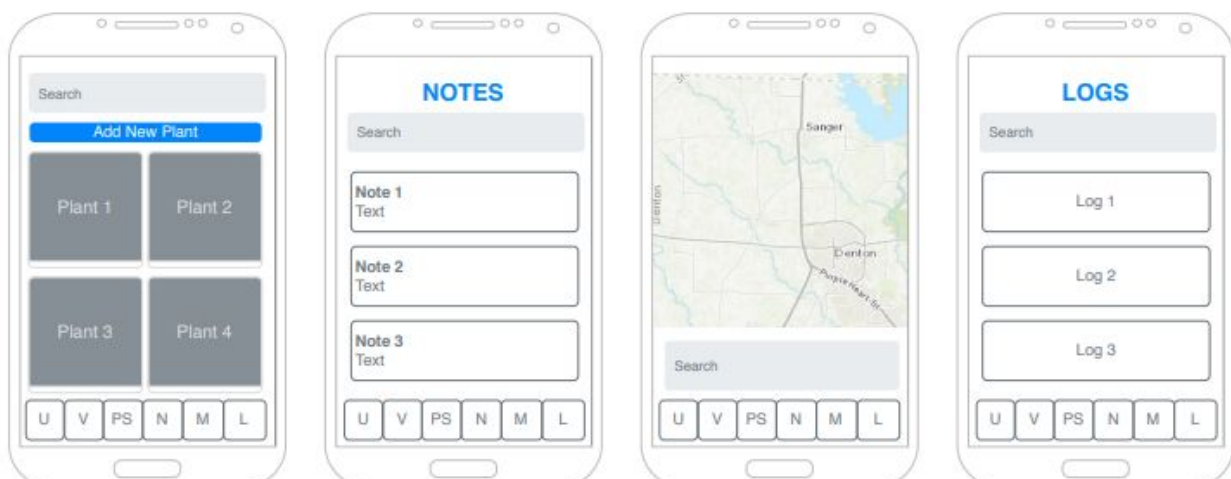 Search
Add New Plant
Plant 1
Plant 2
Plant 3
Plant 4
U V PS N M L
NOTES
Search
Note 1
Text
Note 2
Text
Note 3
Text
U V PS N M L
Sanger
Denton
Denton
Search
U V PS N M L
LOGS
Search
Log 1
Log 2
Log 3
U V PS N M L